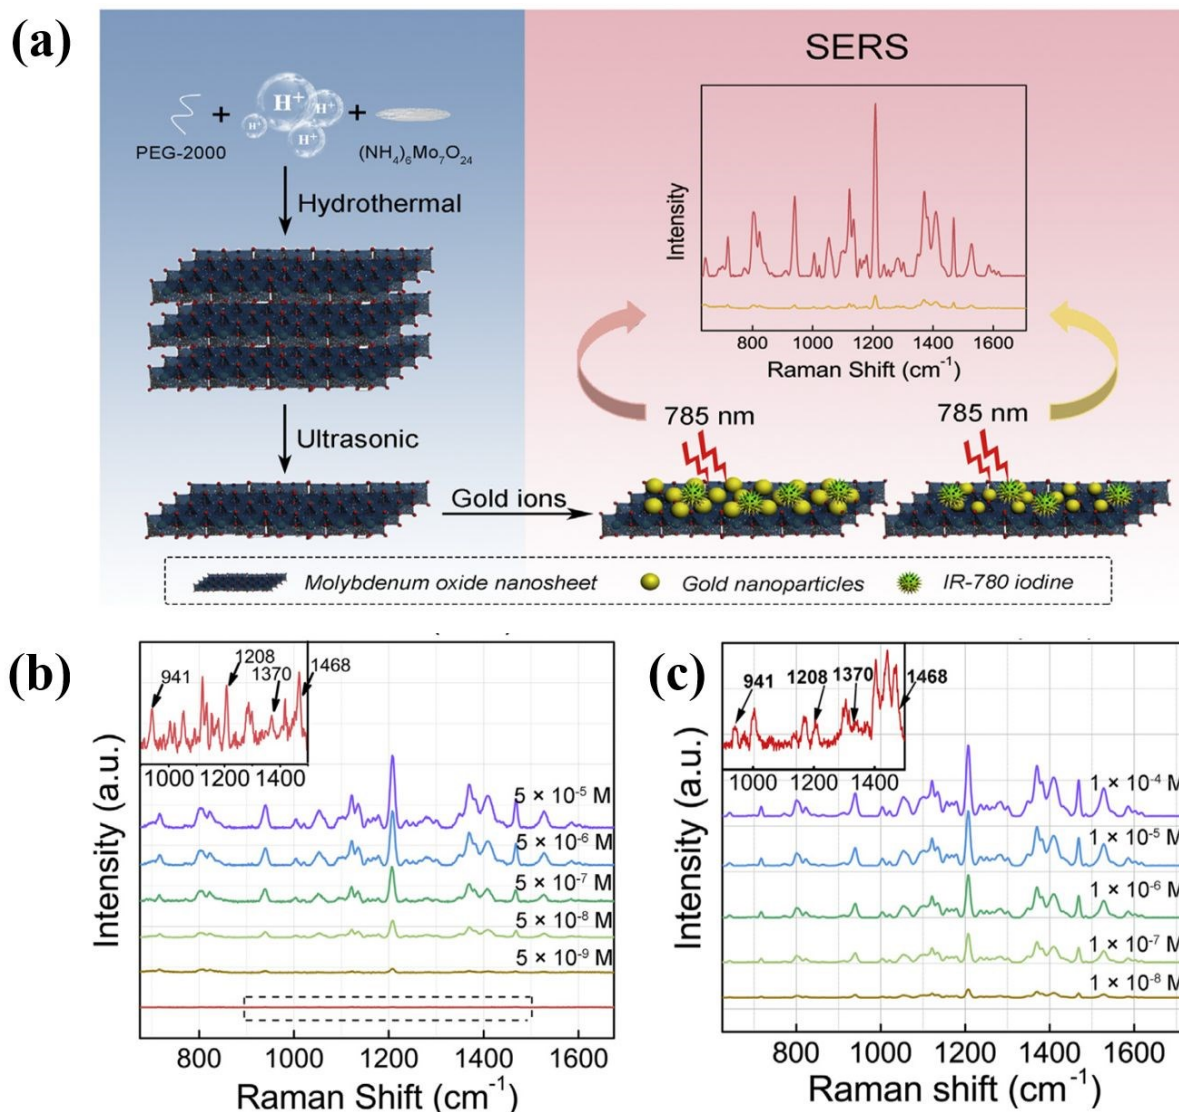 (a)
SERS
PEG-2000 + H⁺ H⁺ H⁺ H⁺ + (NH₄)₆Mo₇O₂₄
Hydrothermal
Ultrasonic
Gold ions
Intensity
800 1000 1200 1400 1600
Raman Shift (cm⁻¹)
785 nm
785 nm
Molybdenum oxide nanosheet
Gold nanoparticles
IR-780 iodine
(b)
941
1208
1370
1468
1000 1200 1400
5 × 10⁻⁵ M
5 × 10⁻⁶ M
5 × 10⁻⁷ M
5 × 10⁻⁸ M
5 × 10⁻⁹ M
Intensity (a.u.)
800 1000 1200 1400 1600
Raman Shift (cm⁻¹)
(c)
941
1208
1370
1468
1000 1200 1400
1 × 10⁻⁴ M
1 × 10⁻⁵ M
1 × 10⁻⁶ M
1 × 10⁻⁷ M
1 × 10⁻⁸ M
Intensity (a.u.)
800 1000 1200 1400 1600
Raman shift (cm⁻¹)